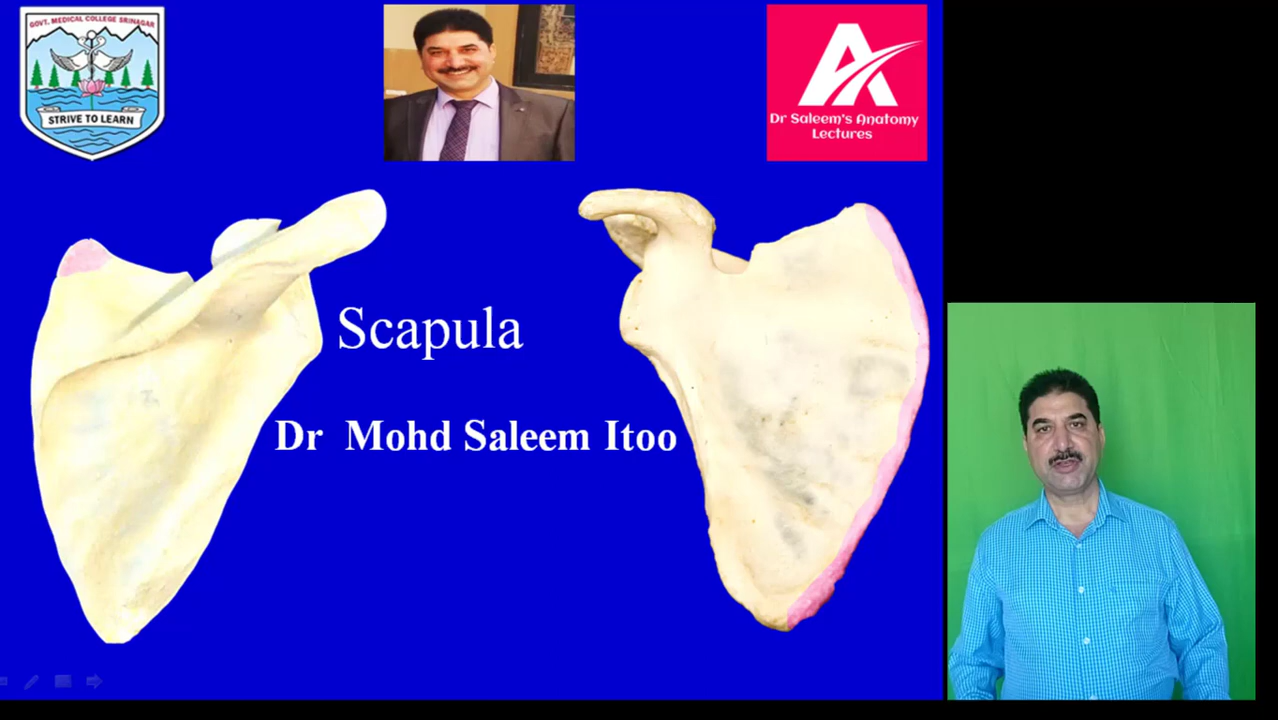 GOVT. MEDICAL COLLEGE SRINAGAR
STRIVE TO LEARN
Dr Saleem's Anatomy
Lectures
Scapula
Dr Mohd Saleem Itoo